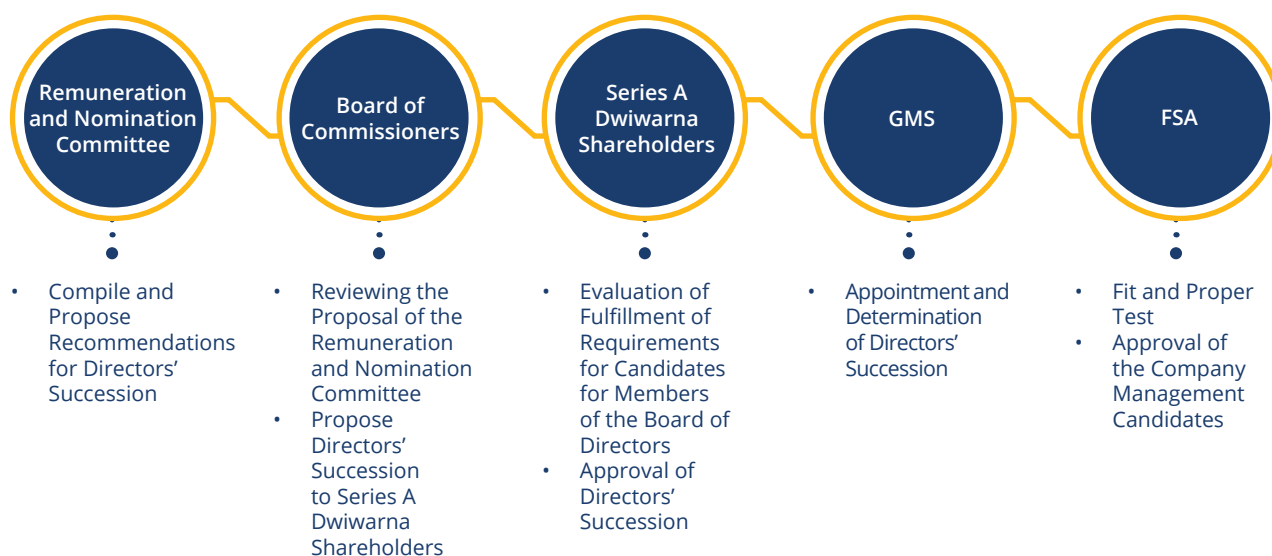 Remuneration
and Nomination
Committee
Board of
Commissioners
Series A
Dwiwarna
Shareholders
GMS
FSA
• Compile and
Propose
Recommendations
for Directors’
Succession
• Reviewing the
Proposal of the
Remuneration
and Nomination
Committee
• Propose
Directors’
Succession
to Series A
Dwiwarna
Shareholders
• Evaluation of
Fulfillment of
Requirements
for Candidates
for Members
of the Board of
Directors
• Approval of
Directors’
Succession
• Appointment and
Determination
of Directors’
Succession
• Fit and Proper
Test
• Approval of
the Company
Management
Candidates